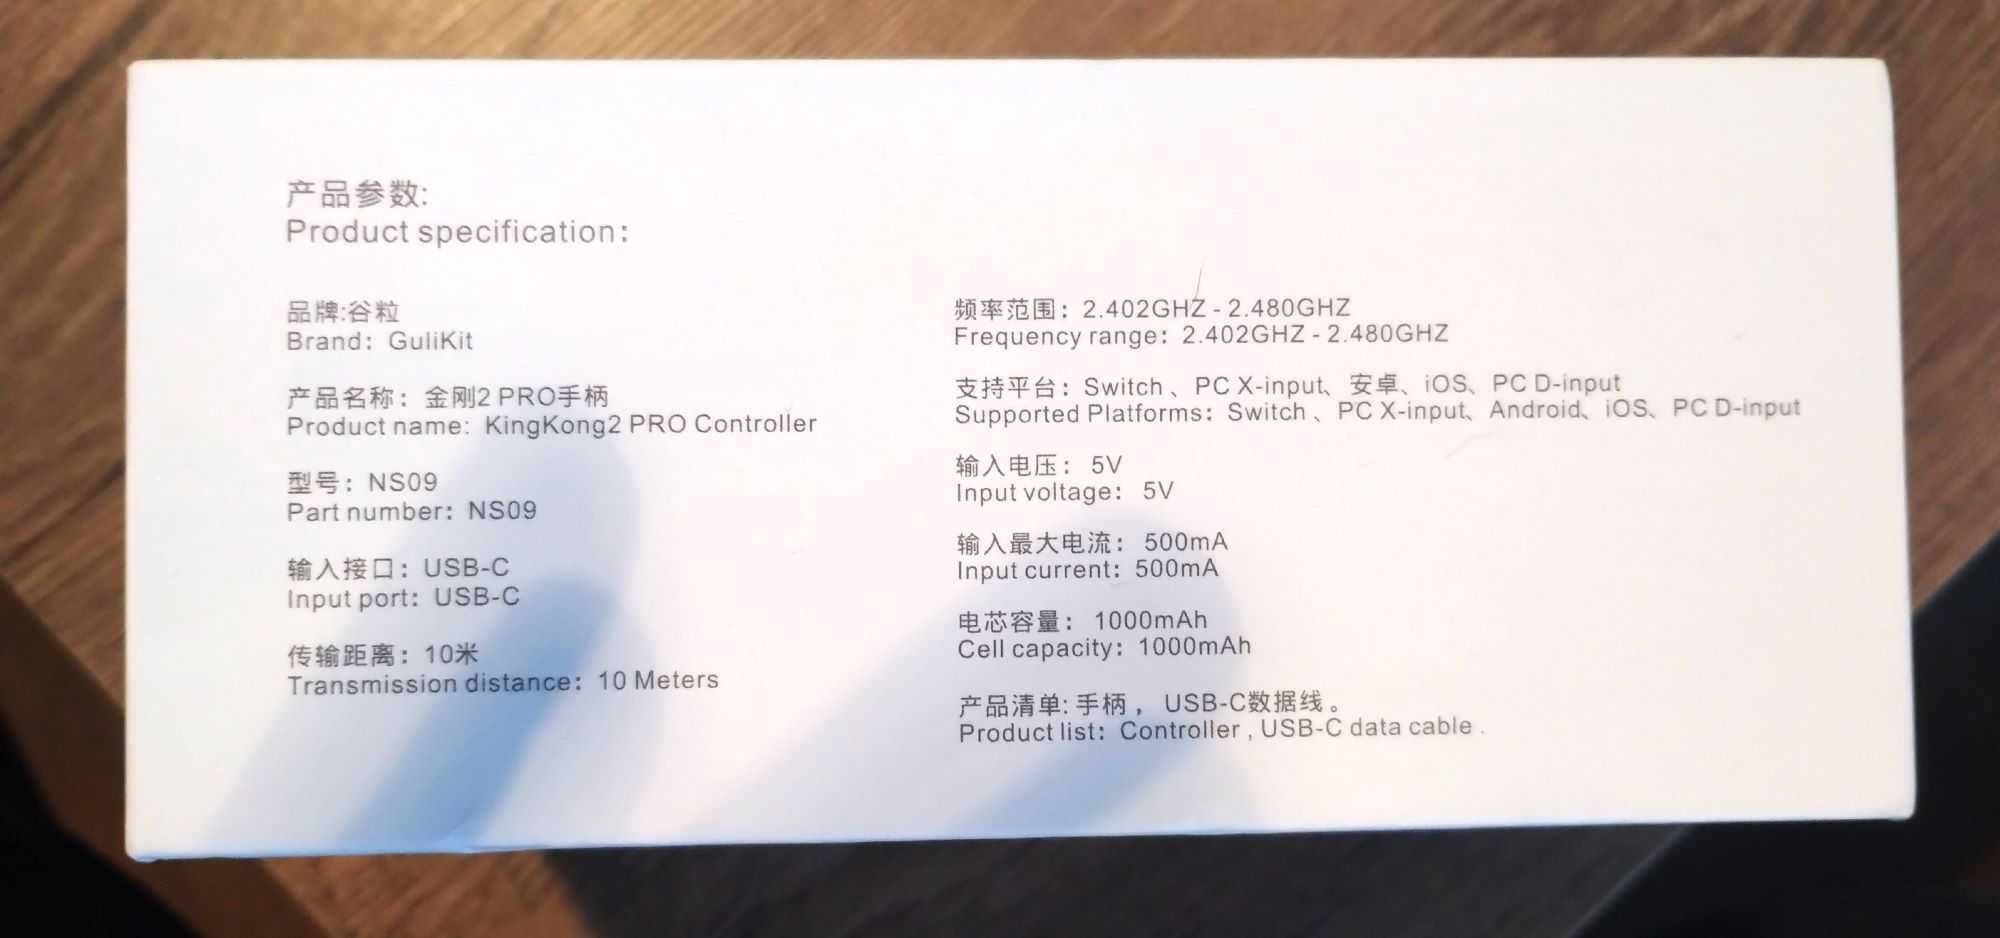 产品参数:
Product specification:
品牌:谷粒
Brand: GuliKit
产品名称: 金刚2 PRO手柄
Product name: KingKong2 PRO Controller
型号: NS09
Part number: NS09
输入接口: USB-C
Input port: USB-C
传输距离: 10米
Transmission distance: 10 Meters
频率范围: 2.402GHZ - 2.480GHZ
Frequency range: 2.402GHZ - 2.480GHZ
支持平台: Switch 、PC X-input、安卓、iOS、PC D-input
Supported Platforms: Switch 、PC X-input、Android、iOS、PC D-input
输入电压: 5V
Input voltage: 5V
输入最大电流: 500mA
Input current: 500mA
电芯容量: 1000mAh
Cell capacity: 1000mAh
产品清单: 手柄, USB-C数据线。
Product list: Controller , USB-C data cable .